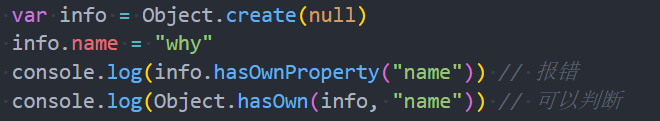 var info = Object.create(null)
info.name = "why"
console.log(info.hasOwnProperty("name")) // 报错
console.log(Object.hasOwn(info, "name")) // 可以判断